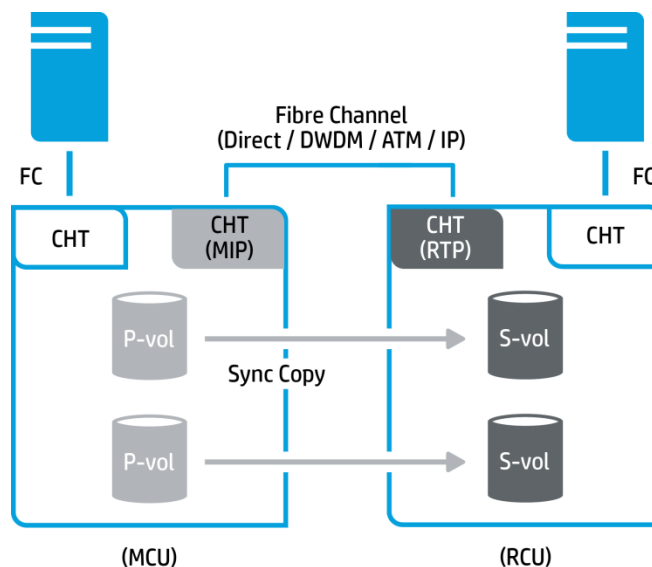 Fibre Channel
(Direct / DWDM / ATM / IP)
FC
FC
CHT
CHT
(MIP)
CHT
(RTP)
CHT
P-vol
S-vol
Sync Copy
P-vol
S-vol
(MCU)
(RCU)